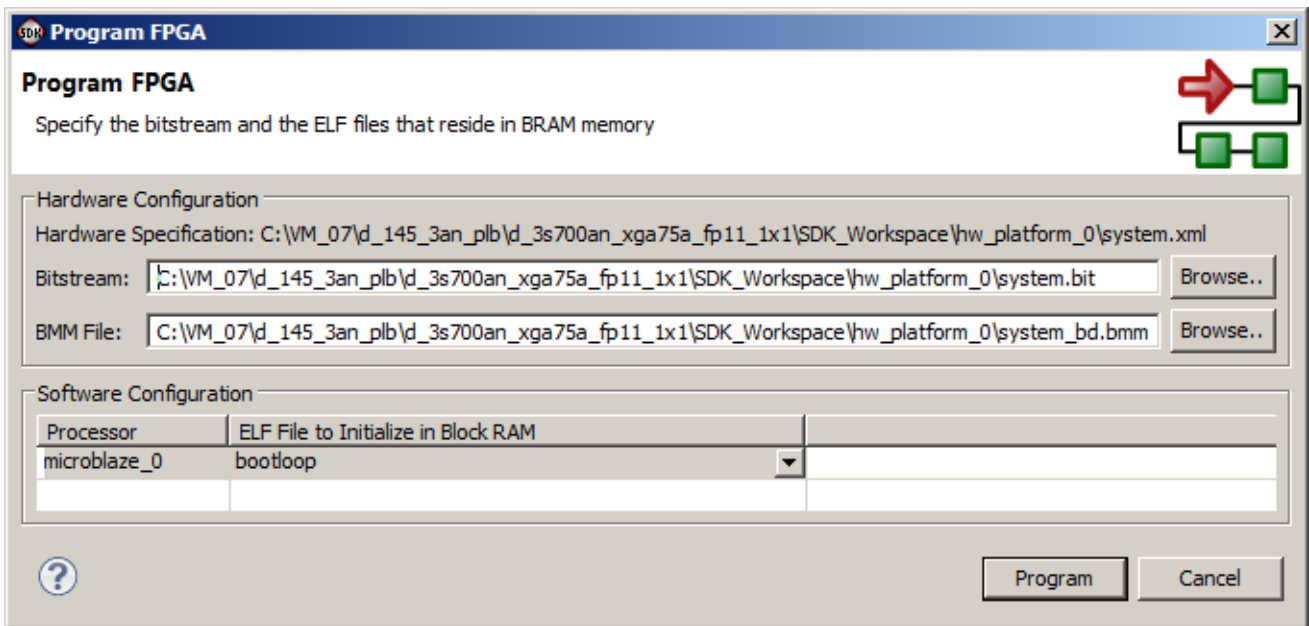 SDK Program FPGA
Program FPGA
Specify the bitstream and the ELF files that reside in BRAM memory
Hardware Configuration
Hardware Specification: C:\VM_07\d_145_3an_plb\d_3s700an_xga75a_fp11_1x1\SDK_Workspace\hw_platform_0\system.xml
Bitstream: C:\VM_07\d_145_3an_plb\d_3s700an_xga75a_fp11_1x1\SDK_Workspace\hw_platform_0\system.bit Browse..
BMM File: C:\VM_07\d_145_3an_plb\d_3s700an_xga75a_fp11_1x1\SDK_Workspace\hw_platform_0\system_bd.bmm Browse..
Software Configuration
Processor ELF File to Initialize in Block RAM
microblaze_0 bootloop
? Program Cancel